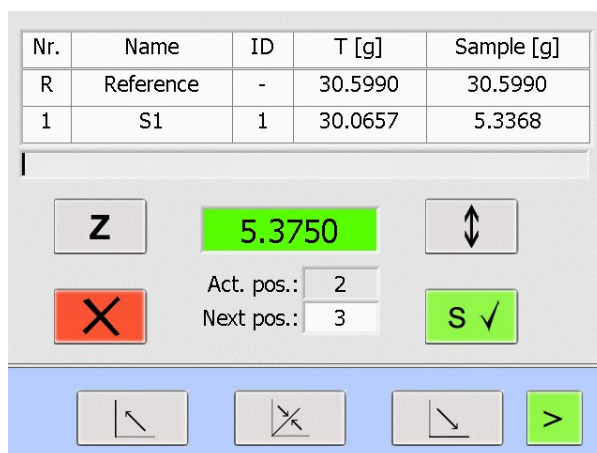 Nr. Name ID T [g] Sample [g]
R Reference - 30.5990 30.5990
1 S1 1 30.0657 5.3368
Z 5.3750
Act. pos.: 2
X Next pos.: 3 S √
>